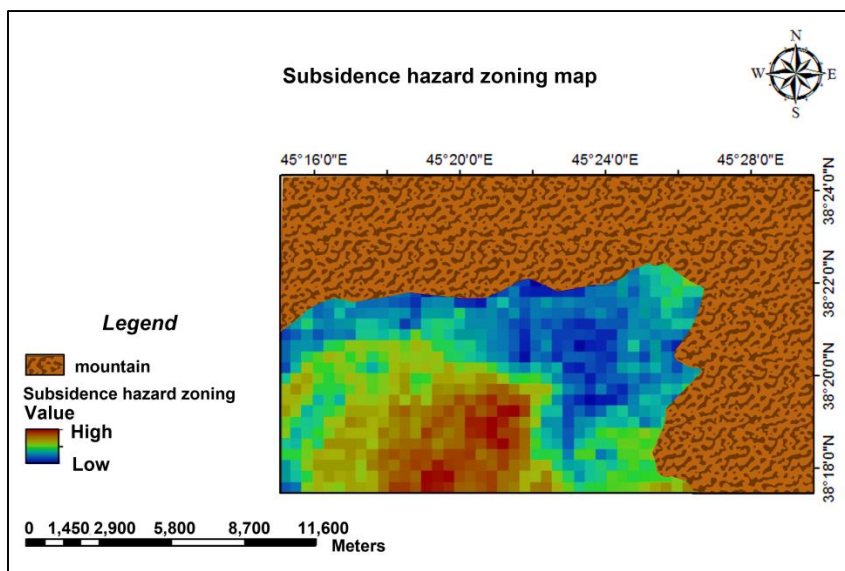 Subsidence hazard zoning map
N
W E
S
45°16'0"E 45°20'0"E 45°24'0"E 45°28'0"E
38°24'0"N
38°22'0"N
38°20'0"N
38°18'0"N
Legend
mountain
Subsidence hazard zoning
Value
High
Low
0 1,450 2,900 5,800 8,700 11,600
Meters